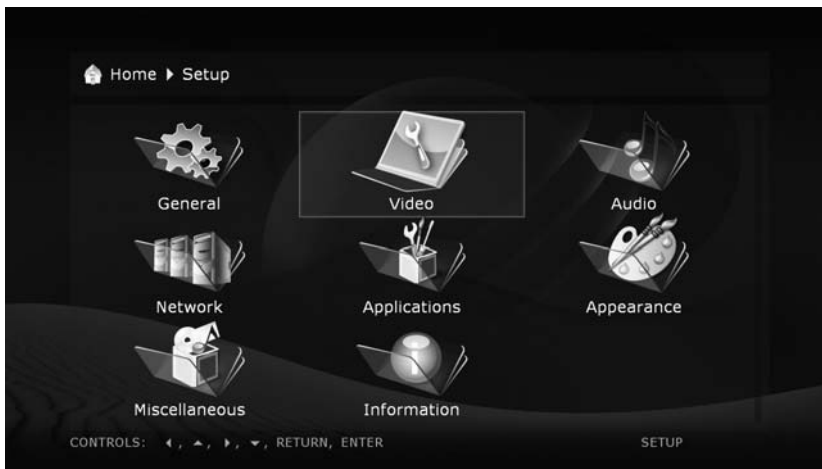 Home ▶ Setup
General Video Audio
Network Applications Appearance
Miscellaneous Information
CONTROLS: ◀, ▲, ▶, ▼, RETURN, ENTER SETUP